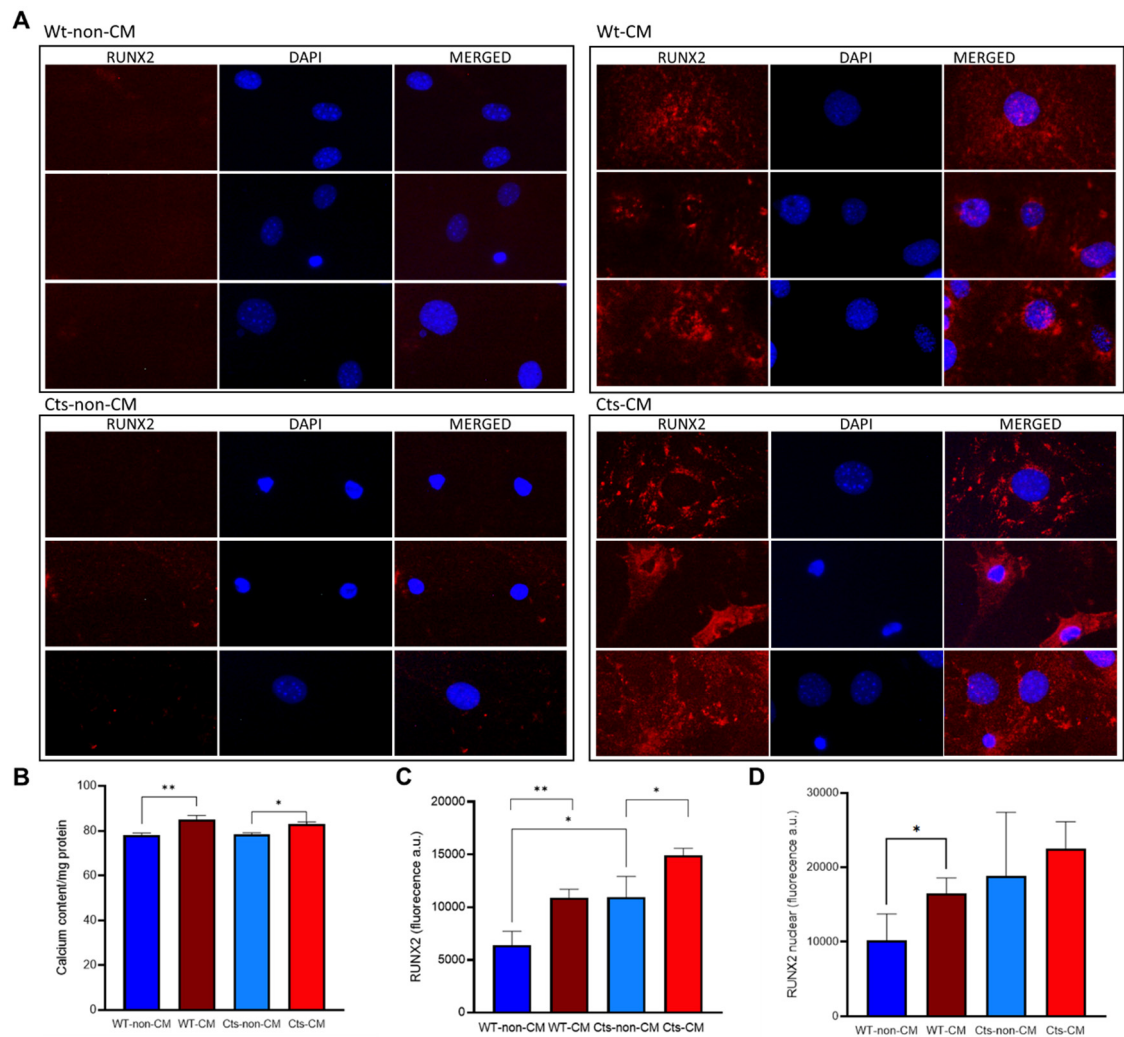 A
Wt-non-CM
RUNX2 DAPI MERGED
Wt-CM
RUNX2 DAPI MERGED
Cts-non-CM
RUNX2 DAPI MERGED
Cts-CM
RUNX2 DAPI MERGED
B
Calcium content/mg protein
100
80
60
40
20
0
**
*
WT-non-CM WT-CM Cts-non-CM Cts-CM
C
RUNX2 (fluorescence a.u.)
20000
15000
10000
5000
0
**
*
*
WT-non-CM WT-CM Cts-non-CM Cts-CM
D
RUNX2 nuclear (fluorecence a.u.)
30000
20000
10000
0
*
WT-non-CM WT-CM Cts-non-CM Cts-CM